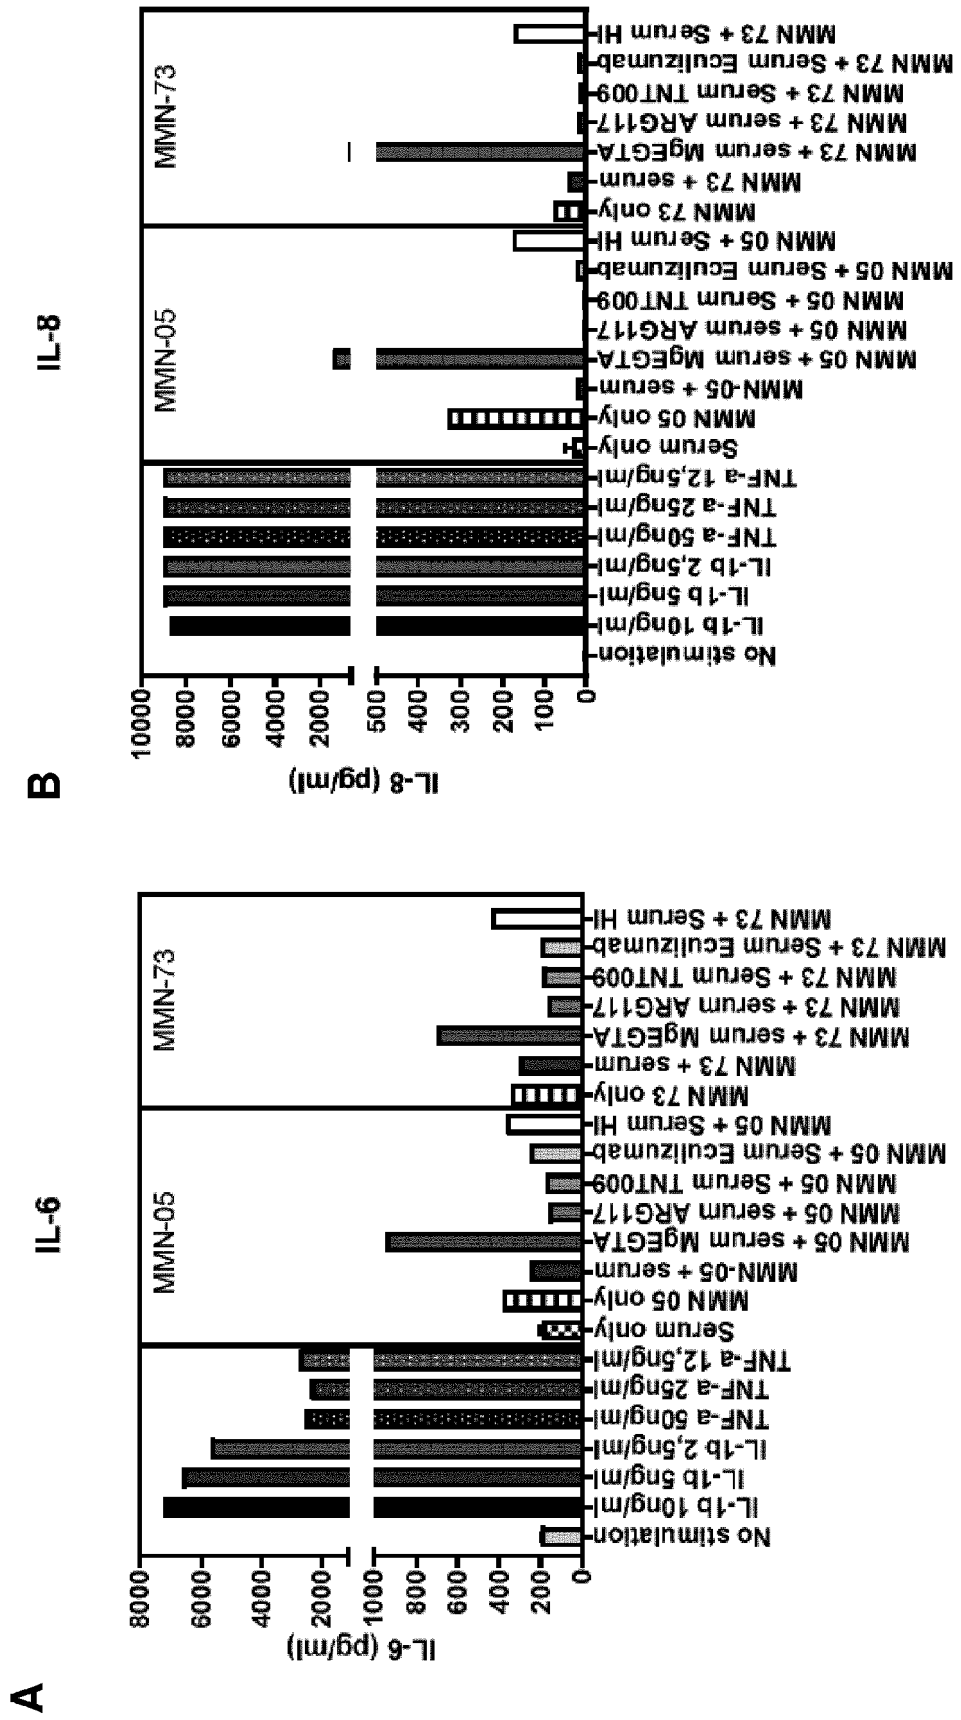 A
IL-6
IL-6 (pg/ml)
8000
6000
4000
2000
1000
800
600
400
200
0
MMN-05
MMN-73
No stimulation
IL-1b 10ng/ml
IL-1b 5ng/ml
IL-1b 2,5ng/ml
TNF-a 50ng/ml
TNF-a 25ng/ml
TNF-a 12,5ng/ml
Serum only
MMN 05 only
MMN-05 + serum
MMN 05 + serum MgEGTA
MMN 05 + serum ARG117
MMN 05 + Serum TNT009
MMN 05 + Serum Eculizumab
MMN 05 + Serum HI
MMN 73 only
MMN 73 + serum
MMN 73 + serum MgEGTA
MMN 73 + serum ARG117
MMN 73 + Serum TNT009
MMN 73 + Serum Eculizumab
MMN 73 + Serum HI
B
IL-8
IL-8 (pg/ml)
10000
8000
6000
4000
2000
500
400
300
200
100
0
MMN-05
MMN-73
No stimulation
IL-1b 10ng/ml
IL-1b 5ng/ml
IL-1b 2,5ng/ml
TNF-a 50ng/ml
TNF-a 25ng/ml
TNF-a 12,5ng/ml
Serum only
MMN 05 only
MMN-05 + serum
MMN 05 + serum MgEGTA
MMN 05 + serum ARG117
MMN 05 + Serum TNT009
MMN 05 + Serum Eculizumab
MMN 05 + Serum HI
MMN 73 only
MMN 73 + serum
MMN 73 + serum MgEGTA
MMN 73 + serum ARG117
MMN 73 + Serum TNT009
MMN 73 + Serum Eculizumab
MMN 73 + Serum HI